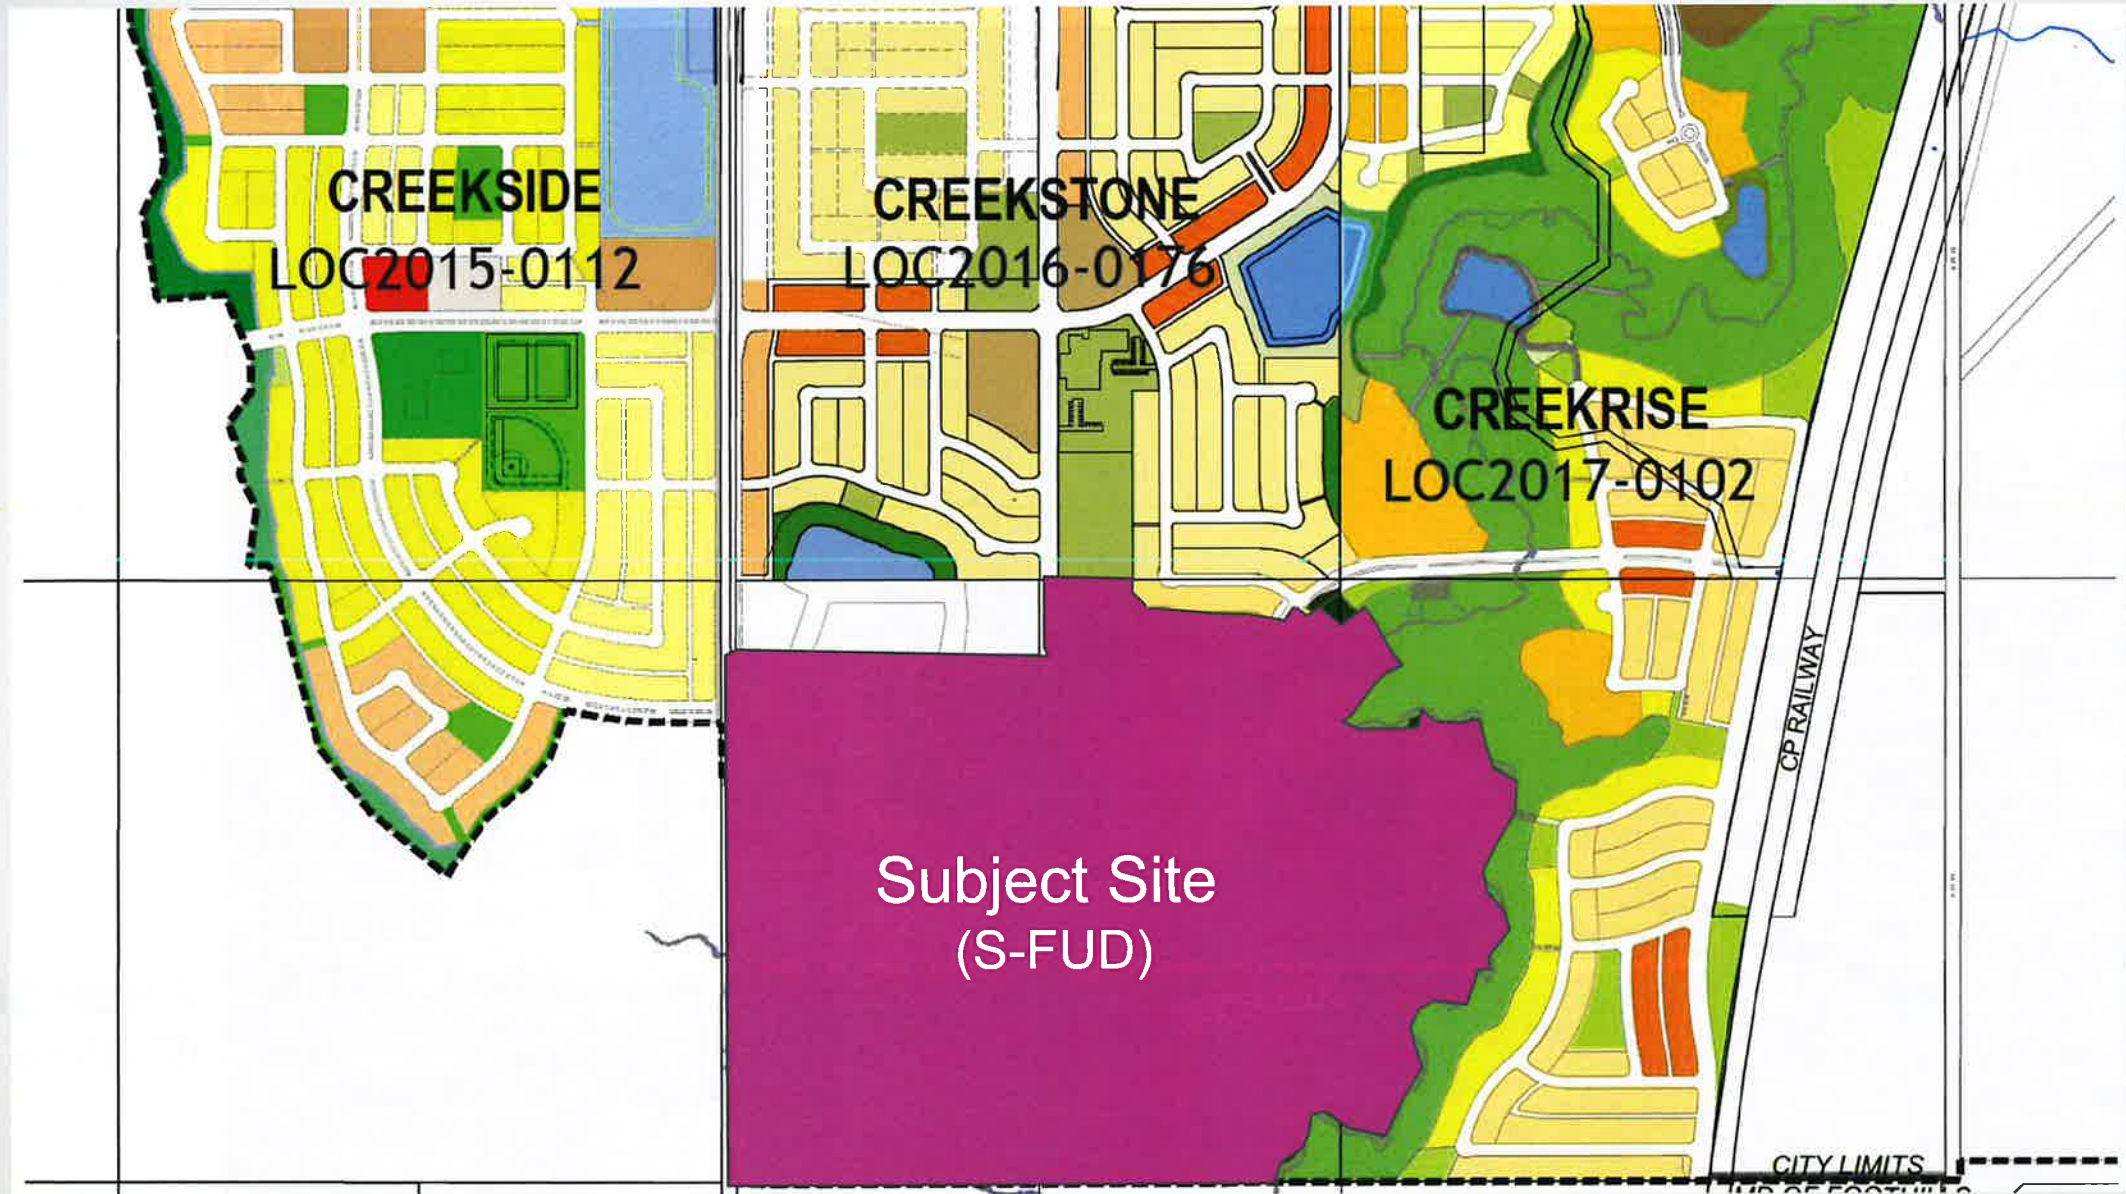 CREEKSIDE
LOC2015-0112
CREEKSTONE
LOC2016-0176
CREEKRISE
LOC2017-0102
CP RAILWAY
Subject Site
(S-FUD)
CITY LIMITS